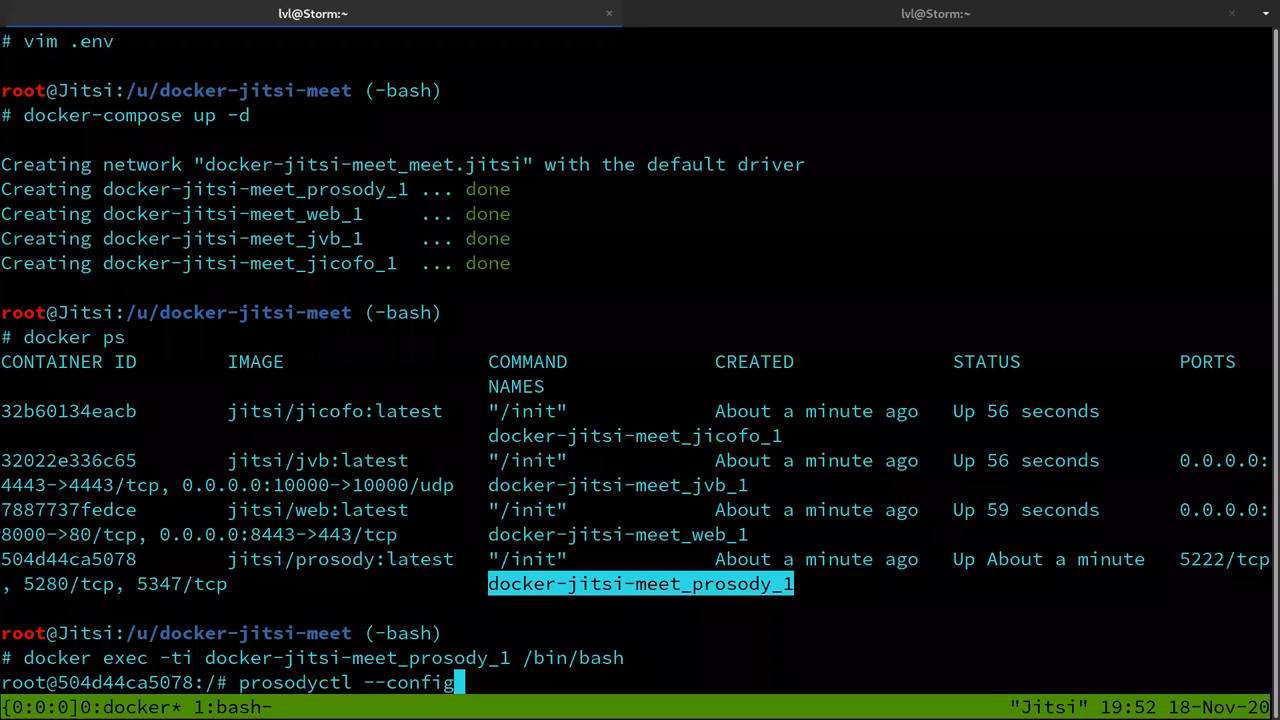 lvl@Storm:~ × lvl@Storm:~ ×
# vim .env
root@Jitsi:/u/docker-jitsi-meet (-bash)
# docker-compose up -d
Creating network "docker-jitsi-meet_meet.jitsi" with the default driver
Creating docker-jitsi-meet_prosody_1 ... done
Creating docker-jitsi-meet_web_1     ... done
Creating docker-jitsi-meet_jvb_1     ... done
Creating docker-jitsi-meet_jicofo_1  ... done
root@Jitsi:/u/docker-jitsi-meet (-bash)
# docker ps
CONTAINER ID        IMAGE                  COMMAND             CREATED              STATUS              PORTS
NAMES
32b60134eacb        jitsi/jicofo:latest    "/init"             About a minute ago   Up 56 seconds
docker-jitsi-meet_jicofo_1
32022e336c65        jitsi/jvb:latest       "/init"             About a minute ago   Up 56 seconds       0.0.0.0:
4443->4443/tcp, 0.0.0.0:10000->10000/udp   docker-jitsi-meet_jvb_1
7887737fedce        jitsi/web:latest       "/init"             About a minute ago   Up 59 seconds       0.0.0.0:
8000->80/tcp, 0.0.0.0:8443->443/tcp        docker-jitsi-meet_web_1
504d44ca5078        jitsi/prosody:latest   "/init"             About a minute ago   Up About a minute   5222/tcp
, 5280/tcp, 5347/tcp                       docker-jitsi-meet_prosody_1
root@Jitsi:/u/docker-jitsi-meet (-bash)
# docker exec -ti docker-jitsi-meet_prosody_1 /bin/bash
root@504d44ca5078:/# prosodyctl --config
{0:0:0}0:docker* 1:bash- "Jitsi" 19:52 18-Nov-20